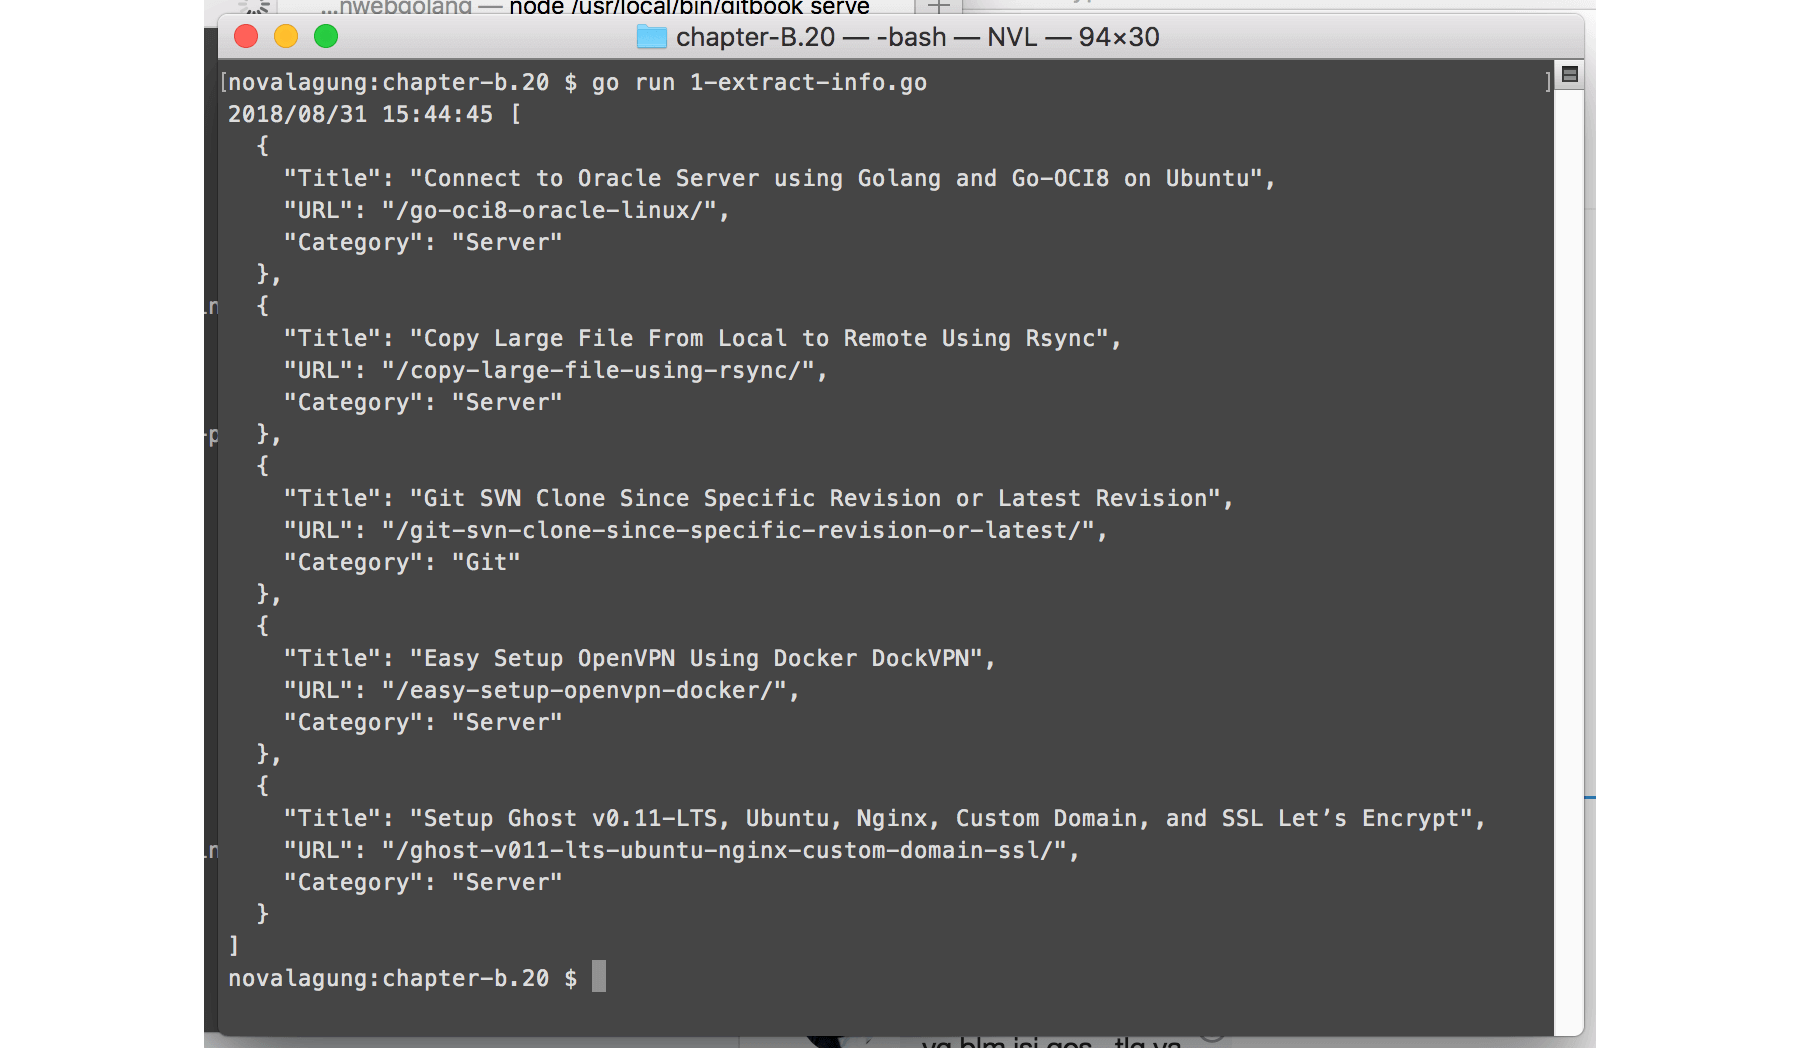 ...nwebgolang — node /usr/local/bin/gitbook serve
chapter-B.20 — -bash — NVL — 94×30
[novalagung:chapter-b.20 $ go run 1-extract-info.go ]
2018/08/31 15:44:45 [
  {
    "Title": "Connect to Oracle Server using Golang and Go-OCI8 on Ubuntu",
    "URL": "/go-oci8-oracle-linux/",
    "Category": "Server"
  },
  {
    "Title": "Copy Large File From Local to Remote Using Rsync",
    "URL": "/copy-large-file-using-rsync/",
    "Category": "Server"
  },
  {
    "Title": "Git SVN Clone Since Specific Revision or Latest Revision",
    "URL": "/git-svn-clone-since-specific-revision-or-latest/",
    "Category": "Git"
  },
  {
    "Title": "Easy Setup OpenVPN Using Docker DockVPN",
    "URL": "/easy-setup-openvpn-docker/",
    "Category": "Server"
  },
  {
    "Title": "Setup Ghost v0.11-LTS, Ubuntu, Nginx, Custom Domain, and SSL Let’s Encrypt",
    "URL": "/ghost-v011-lts-ubuntu-nginx-custom-domain-ssl/",
    "Category": "Server"
  }
]
novalagung:chapter-b.20 $